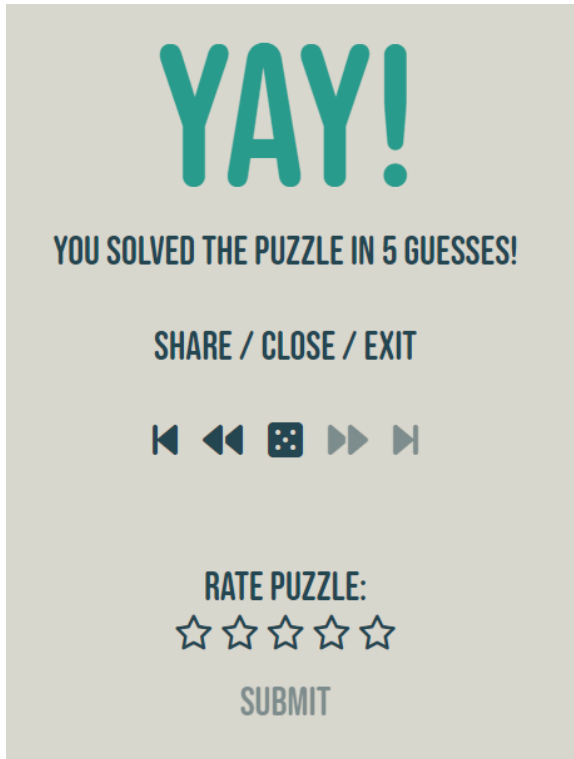 YAY!
YOU SOLVED THE PUZZLE IN 5 GUESSES!
SHARE / CLOSE / EXIT
RATE PUZZLE:
SUBMIT